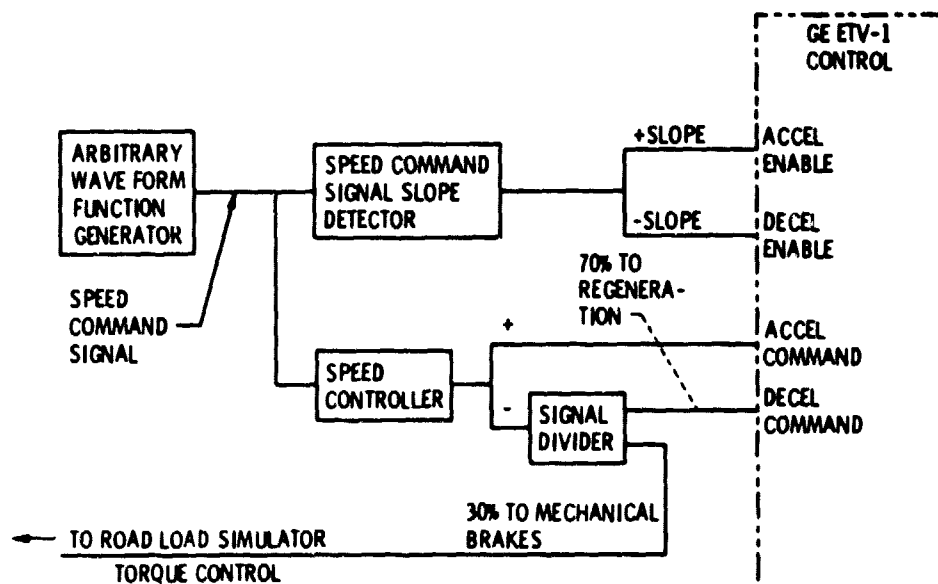 GE ETV-1
CONTROL
ARBITRARY
WAVE FORM
FUNCTION
GENERATOR
SPEED COMMAND
SIGNAL SLOPE
DETECTOR
+SLOPE
ACCEL
ENABLE
-SLOPE
DECEL
ENABLE
70% TO
REGENERA-
TION
SPEED
COMMAND
SIGNAL
+
ACCEL
COMMAND
SPEED
CONTROLLER
-
SIGNAL
DIVIDER
DECEL
COMMAND
30% TO MECHANICAL
BRAKES
TO ROAD LOAD SIMULATOR
TORQUE CONTROL